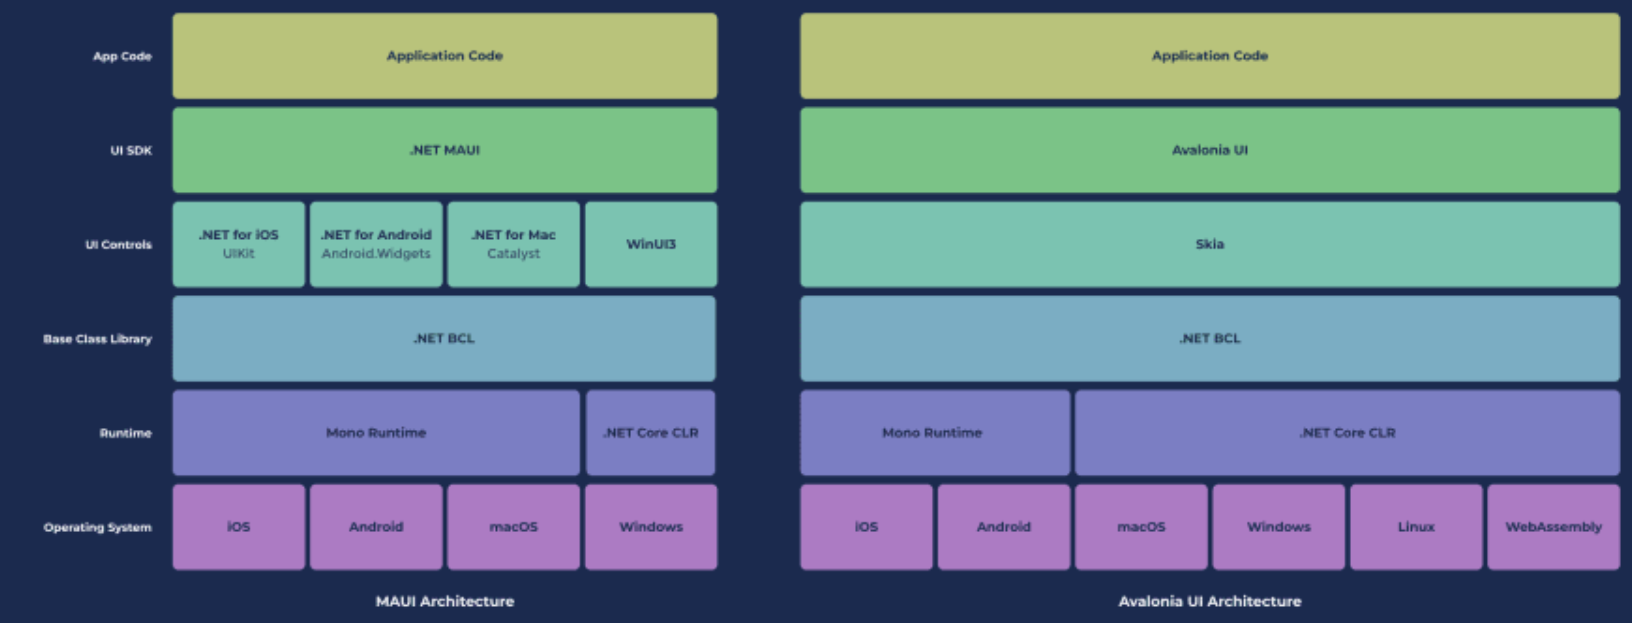 App Code
Application Code
Application Code
UI SDK
.NET MAUI
Avalonia UI
UI Controls
.NET for iOS
UIKit
.NET for Android
Android.Widgets
.NET for Mac
Catalyst
WinUI3
Skia
Base Class Library
.NET BCL
.NET BCL
Runtime
Mono Runtime
.NET Core CLR
Mono Runtime
.NET Core CLR
Operating System
iOS
Android
macOS
Windows
iOS
Android
macOS
Windows
Linux
WebAssembly
MAUI Architecture
Avalonia UI Architecture